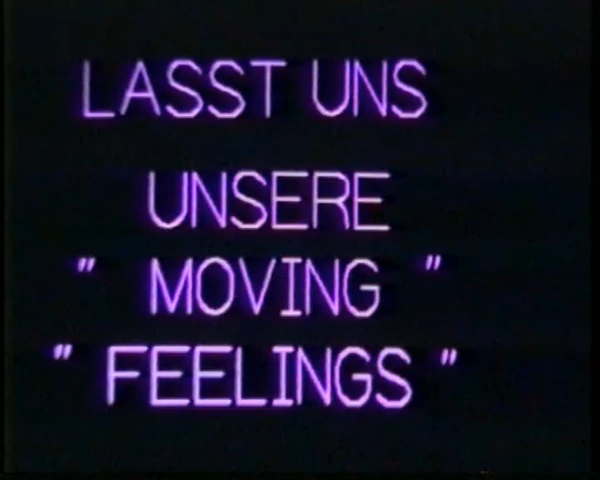 LASST UNS
UNSERE
" MOVING "
" FEELINGS "